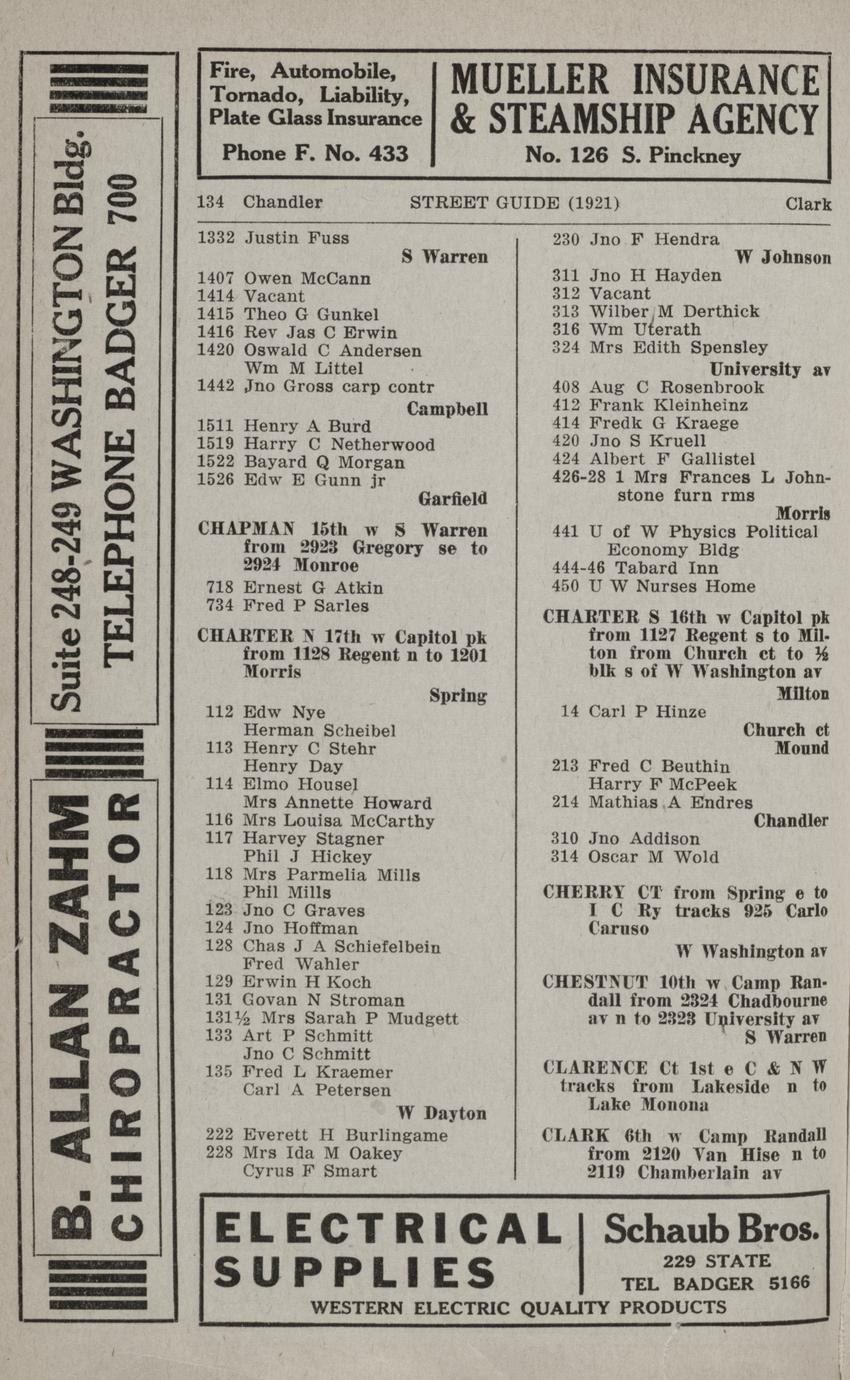 Fire, Automobile,
Tornado, Liability,
Plate Glass Insurance
Phone F. No. 433
MUELLER INSURANCE
& STEAMSHIP AGENCY
No. 126 S. Pinckney
B. ALLAN ZAHM
CHIROPRACTOR
Suite 248-249 WASHINGTON Bldg.
TELEPHONE BADGER 700
134 Chandler STREET GUIDE (1921) Clark
1332 Justin Fuss
S Warren
1407 Owen McCann
1414 Vacant
1415 Theo G Gunkel
1416 Rev Jas C Erwin
1420 Oswald C Andersen
Wm M Littel
1442 Jno Gross carp contr
Campbell
1511 Henry A Burd
1519 Harry C Netherwood
1522 Bayard Q Morgan
1526 Edw E Gunn jr
Garfield
CHAPMAN 15th w S Warren
from 2923 Gregory se to
2924 Monroe
718 Ernest G Atkin
734 Fred P Sarles
CHARTER N 17th w Capitol pk
from 1128 Regent n to 1201
Morris
Spring
112 Edw Nye
Herman Scheibel
113 Henry C Stehr
Henry Day
114 Elmo Housel
Mrs Annette Howard
116 Mrs Louisa McCarthy
117 Harvey Stagner
Phil J Hickey
118 Mrs Parmelia Mills
Phil Mills
123 Jno C Graves
124 Jno Hoffman
128 Chas J A Schiefelbein
Fred Wahler
129 Erwin H Koch
131 Govan N Stroman
131½ Mrs Sarah P Mudgett
133 Art P Schmitt
Jno C Schmitt
135 Fred L Kraemer
Carl A Petersen
W Dayton
222 Everett H Burlingame
228 Mrs Ida M Oakey
Cyrus F Smart
230 Jno F Hendra
W Johnson
311 Jno H Hayden
312 Vacant
313 Wilber M Derthick
316 Wm Uterath
324 Mrs Edith Spensley
University av
408 Aug C Rosenbrook
412 Frank Kleinheinz
414 Fredk G Kraege
420 Jno S Kruell
424 Albert F Gallistel
426-28 1 Mrs Frances L John-
stone furn rms
Morris
441 U of W Physics Political
Economy Bldg
444-46 Tabard Inn
450 U W Nurses Home
CHARTER S 16th w Capitol pk
from 1127 Regent s to Mil-
ton from Church ct to ½
blk s of W Washington av
Milton
14 Carl P Hinze
Church ct
Mound
213 Fred C Beuthin
Harry F McPeek
214 Mathias A Endres
Chandler
310 Jno Addison
314 Oscar M Wold
CHERRY CT from Spring e to
I C Ry tracks 925 Carlo
Caruso
W Washington av
CHESTNUT 10th w Camp Ran-
dall from 2324 Chadbourne
av n to 2323 University av
S Warren
CLARENCE Ct 1st e C & N W
tracks from Lakeside n to
Lake Monona
CLARK 6th w Camp Randall
from 2120 Van Hise n to
2119 Chamberlain av
ELECTRICAL
SUPPLIES
Schaub Bros.
229 STATE
TEL BADGER 5166
WESTERN ELECTRIC QUALITY PRODUCTS